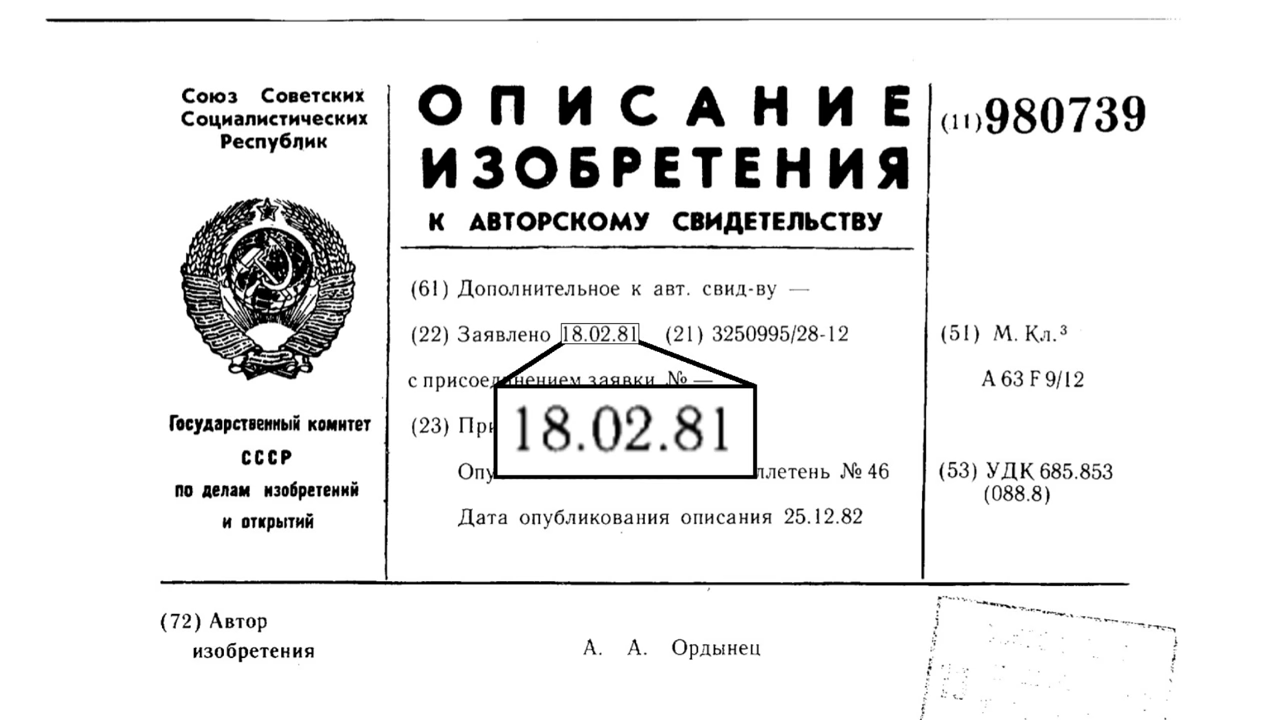 Союз Советских
Социалистических
Республик
Государственный комитет
СССР
по делам изобретений
и открытий
ОПИСАНИЕ
ИЗОБРЕТЕНИЯ
К АВТОРСКОМУ СВИДЕТЕЛЬСТВУ
(61) Дополнительное к авт. свид-ву —
(22) Заявлено 18.02.81 (21) 3250995/28-12
с присоединением заявки № —
18.02.81
(23)
№ 46
Дата опубликования описания 25.12.82
(11) 980739
(51) М. Кл.³
A 63 F 9/12
(53) УДК 685.853
(088.8)
(72) Автор
изобретения
А. А. Ордынец